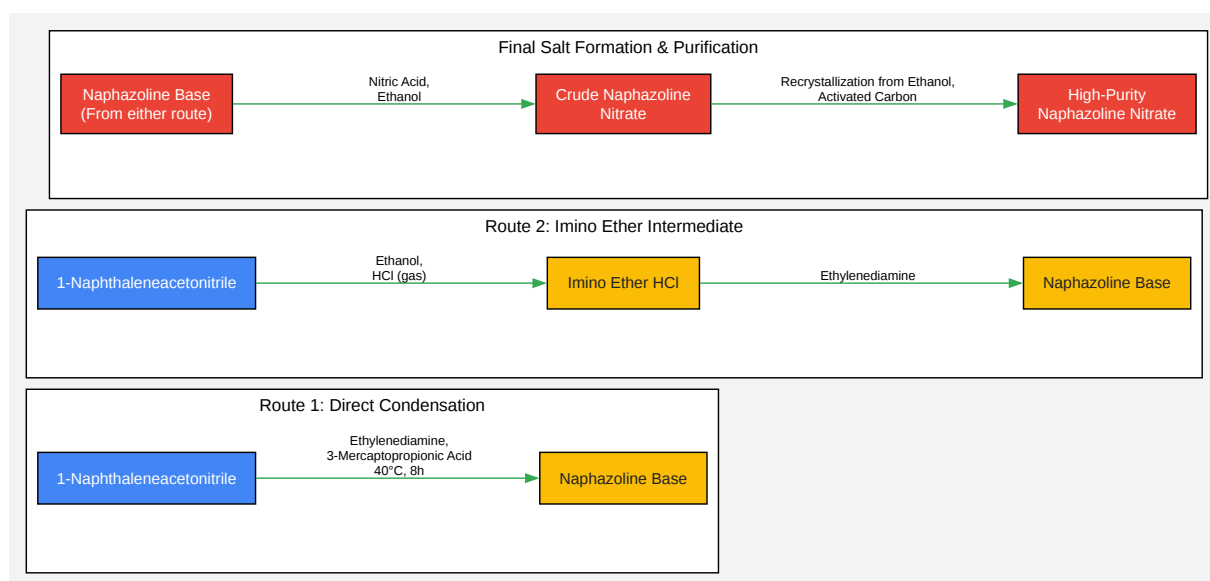 Final Salt Formation & Purification
Naphazoline Base
(From either route)
Nitric Acid,
Ethanol
Crude Naphazoline
Nitrate
Recrystallization from Ethanol,
Activated Carbon
High-Purity
Naphazoline Nitrate
Route 2: Imino Ether Intermediate
1-Naphthaleneacetonitrile
Ethanol,
HCl (gas)
Imino Ether HCl
Ethylenediamine
Naphazoline Base
Route 1: Direct Condensation
1-Naphthaleneacetonitrile
Ethylenediamine,
3-Mercaptopropionic Acid
40°C, 8h
Naphazoline Base